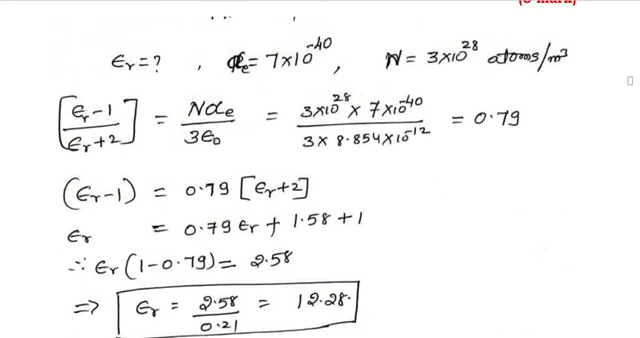 ϵr = ? , αe = 7×10^-40 , N = 3×10^28 atoms/m³
[ϵr-1 / ϵr+2] = Nαe / 3ϵ0 = 3×10^28 × 7×10^-40 / 3 × 8.854×10^-12 = 0.79
(ϵr-1) = 0.79 [ϵr+2]
ϵr = 0.79 ϵr + 1.58 + 1
∴ ϵr (1-0.79) = 2.58
⇒ ϵr = 2.58 / 0.21 = 12.28.